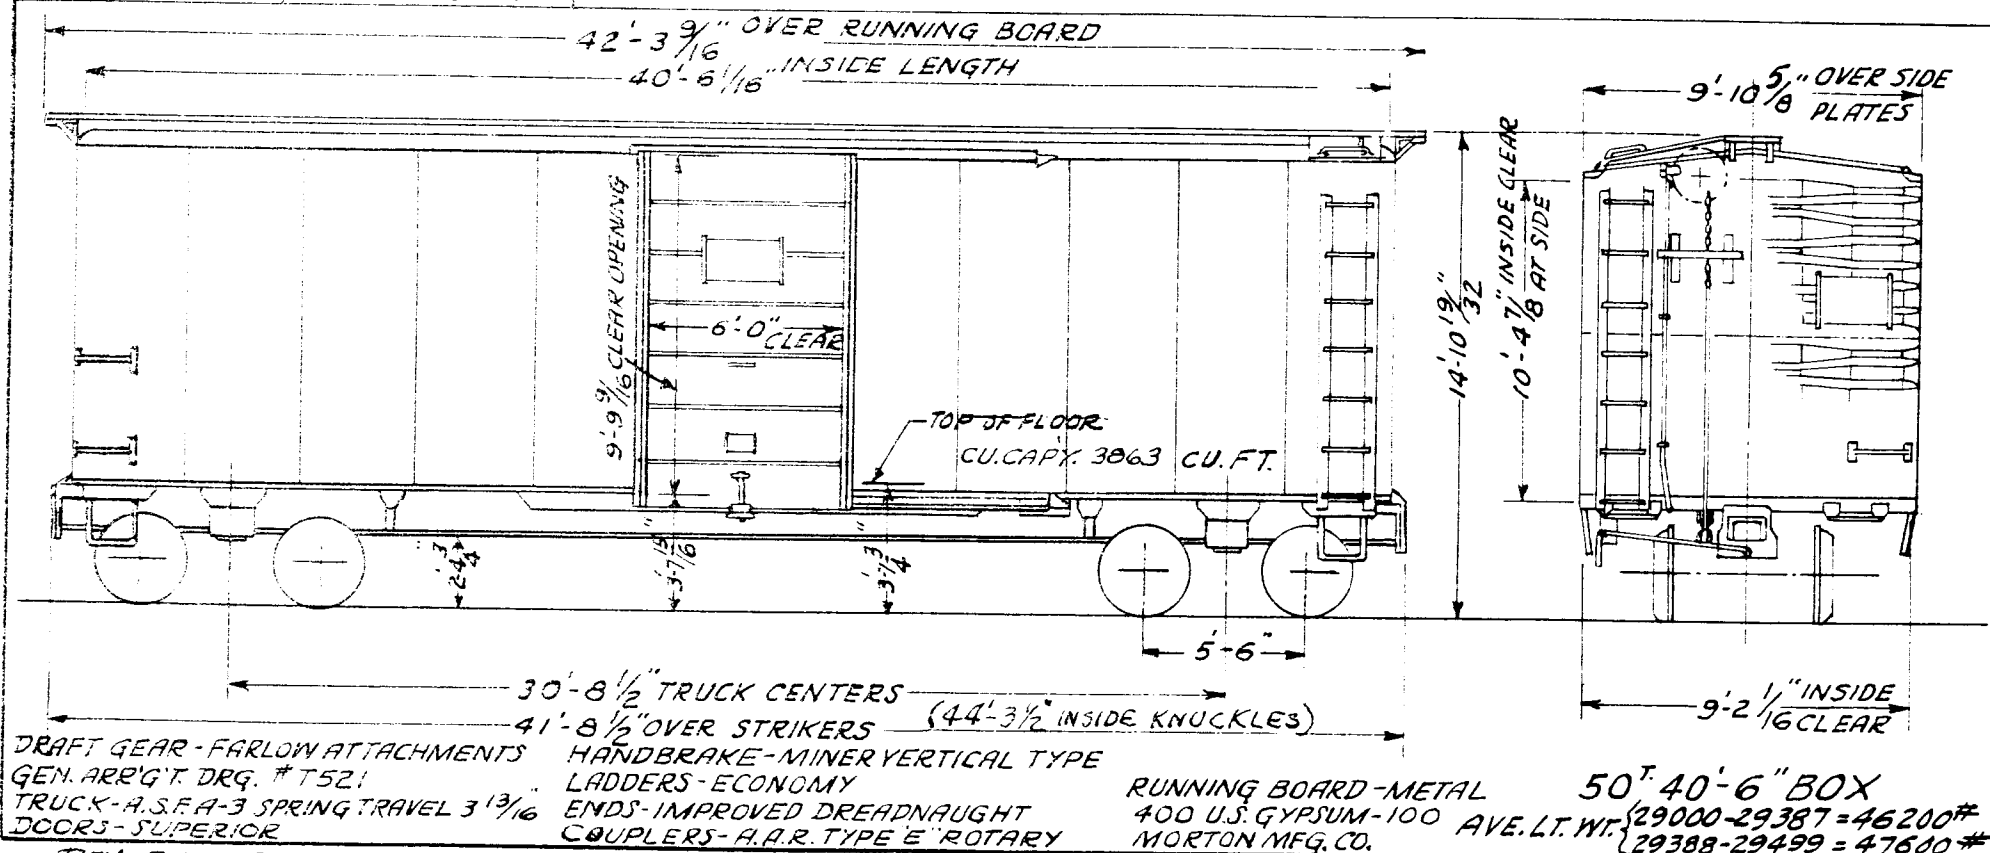 42'-3 9/16" OVER RUNNING BOARD
40'-6 1/16" INSIDE LENGTH
9'-10 5/8" OVER SIDE
PLATES
9'-9 9/16" CLEAR OPENING
6'-0"
CLEAR
14'-10 19/32"
10'-4 7/8" INSIDE CLEAR
AT SIDE
TOP OF FLOOR
CU.CAPY. 3863 CU. FT.
2'-4 3/4"
3'-7 15/16"
5'-6"
30'-8 1/2" TRUCK CENTERS
41'-8 1/2" OVER STRIKERS (44'-3 1/2" INSIDE KNUCKLES)
9'-2 1/16" INSIDE
CLEAR
DRAFT GEAR - FARLOW ATTACHMENTS
GEN. ARR'G'T. DRG. # T521
TRUCK - A.S.F. A-3 SPRING TRAVEL 3 13/16"
DOORS - SUPERIOR
HANDBRAKE - MINER VERTICAL TYPE
LADDERS - ECONOMY
ENDS - IMPROVED DREADNAUGHT
COUPLERS - A.A.R. TYPE "E" ROTARY
RUNNING BOARD - METAL
400 U.S. GYPSUM - 100
MORTON MFG. CO.
50T. 40'-6" BOX
AVE. LT. WT. {29000-29387 = 46200#
{29388-29499 = 47600#